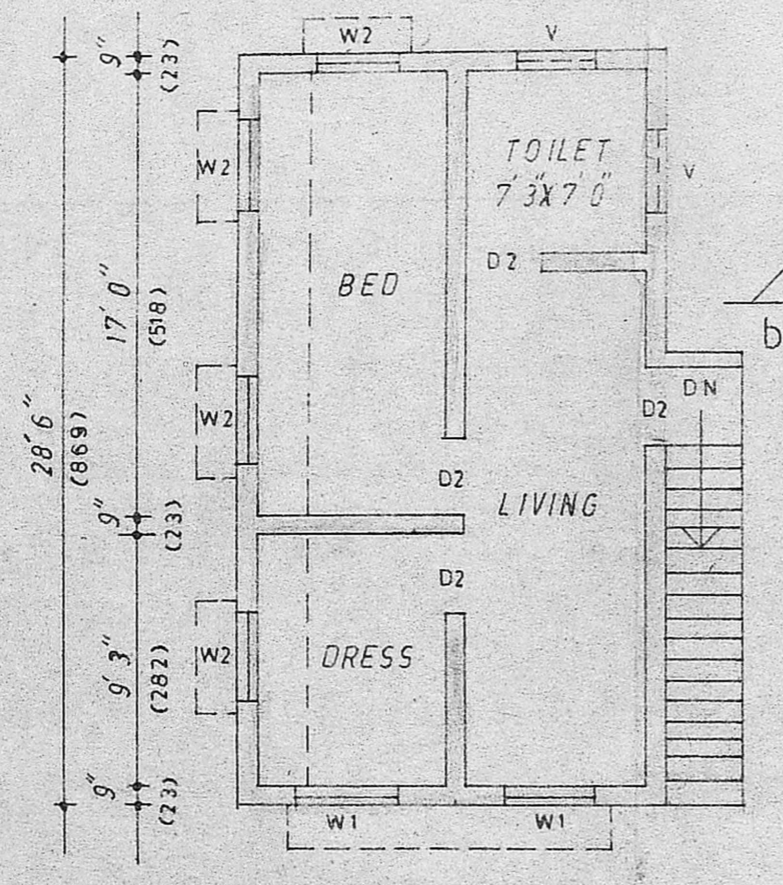 W2
V
9"
(23)
W2
TOILET
7' 3"X 7' 0"
V
D2
BED
17' 0"
(518)
b
DN
D2
W2
28' 6"
(869)
D2
LIVING
9"
(23)
D2
W2
DRESS
9' 3"
(282)
9"
(23)
W1
W1